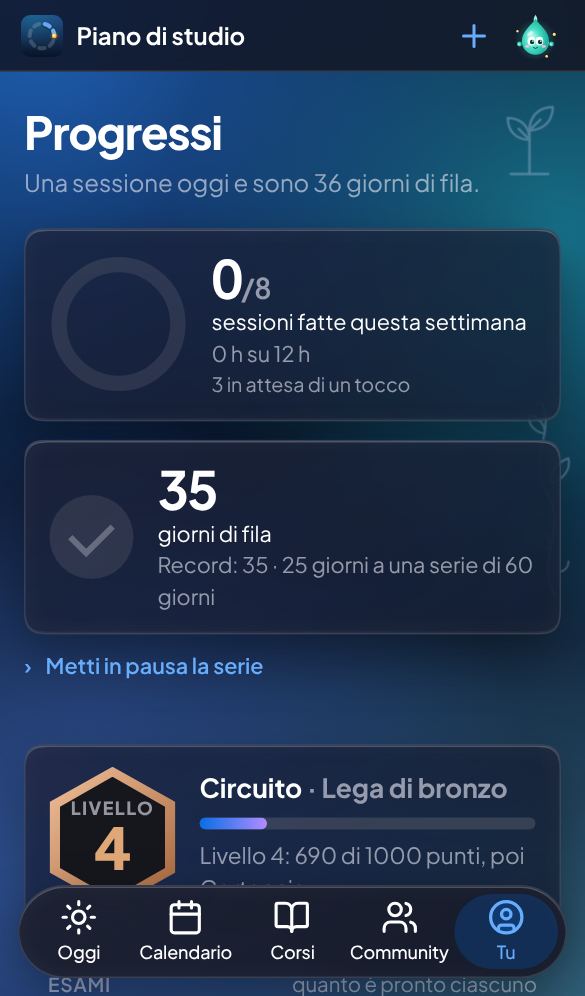 Piano di studio
Progressi
Una sessione oggi e sono 36 giorni di fila.
0/8
sessioni fatte questa settimana
0 h su 12 h
3 in attesa di un tocco
35
giorni di fila
Record: 35 · 25 giorni a una serie di 60
giorni
› Metti in pausa la serie
LIVELLO
4
Circuito · Lega di bronzo
Livello 4: 690 di 1000 punti, poi
Oggi
Calendario
Corsi
Community
Tu
ESAMI
quanto è pronto ciascuno